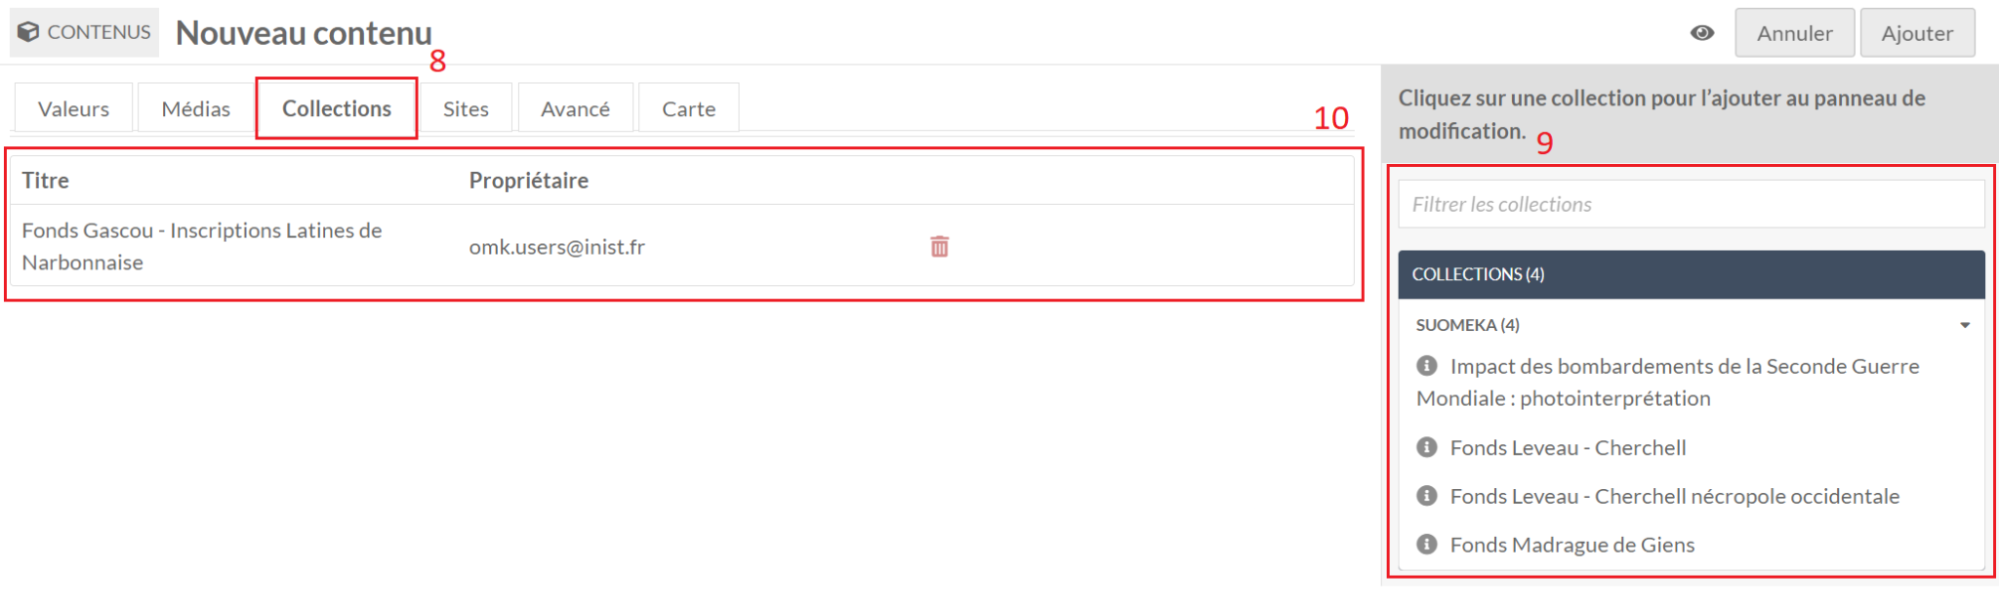 CONTENUS Nouveau contenu
Annuler Ajouter
8
Valeurs Médias Collections Sites Avancé Carte
10
Titre Propriétaire
Fonds Gascou - Inscriptions Latines de
Narbonnaise
omk.users@inist.fr
Cliquez sur une collection pour l’ajouter au panneau de
modification.
9
Filtrer les collections
COLLECTIONS (4)
SUOMEKA (4)
Impact des bombardements de la Seconde Guerre
Mondiale : photointerprétation
Fonds Leveau - Cherchell
Fonds Leveau - Cherchell nécropole occidentale
Fonds Madrague de Giens